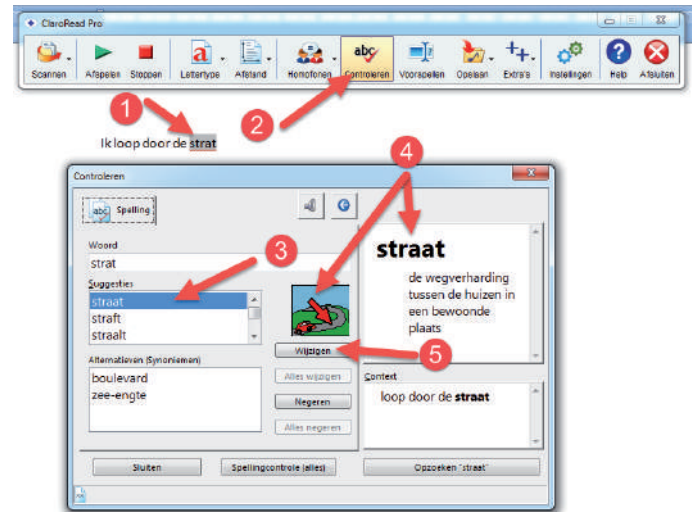 ClaroRead Pro
Scannen Afspelen Stoppen Lettertype Afstand Homofonen Controleren Voorspellen Opslaan Extra's Instellingen Help Afsluiten
1
2
Ik loop door de strat
4
Controleren
abc Spelling
3
Woord
strat
straat
de wegverharding
tussen de huizen in
een bewoonde
plaats
Suggesties
straat
straft
straalt
Wijzigen
5
Alternatieven (Synoniemen)
boulevard
zee-engte
Alles wijzigen
Negeren
Alles negeren
Context
loop door de straat
Sluiten
Spellingcontrole (alles)
Opzoeken "straat"